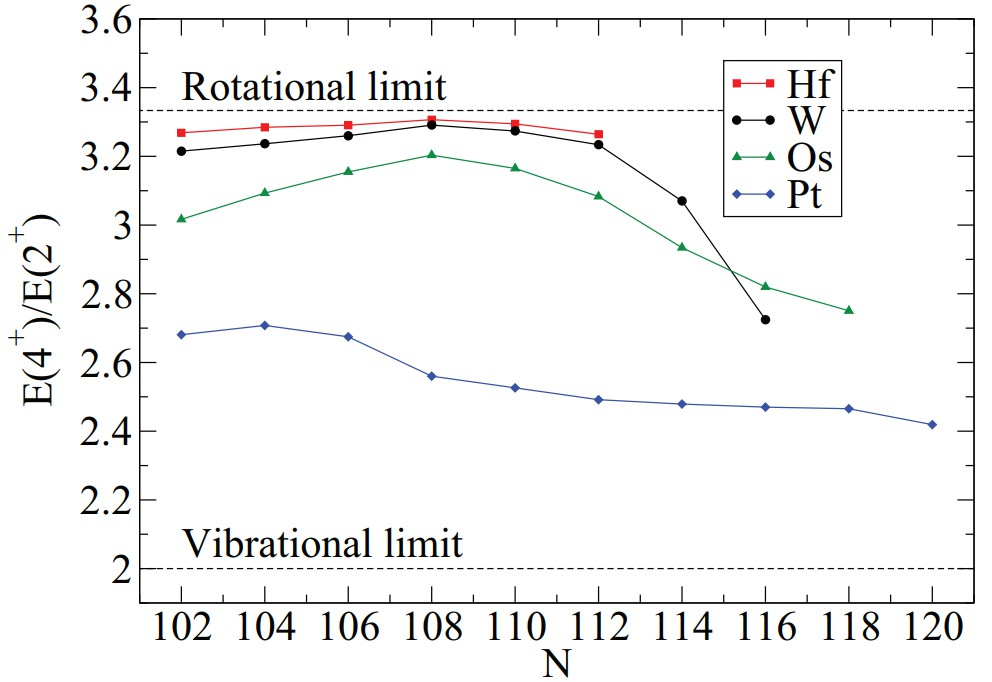 3.6
3.4
3.2
3
2.8
2.6
2.4
2.2
2
E(4+)/E(2+)
Rotational limit
Hf
W
Os
Pt
Vibrational limit
102 104 106 108 110 112 114 116 118 120
N